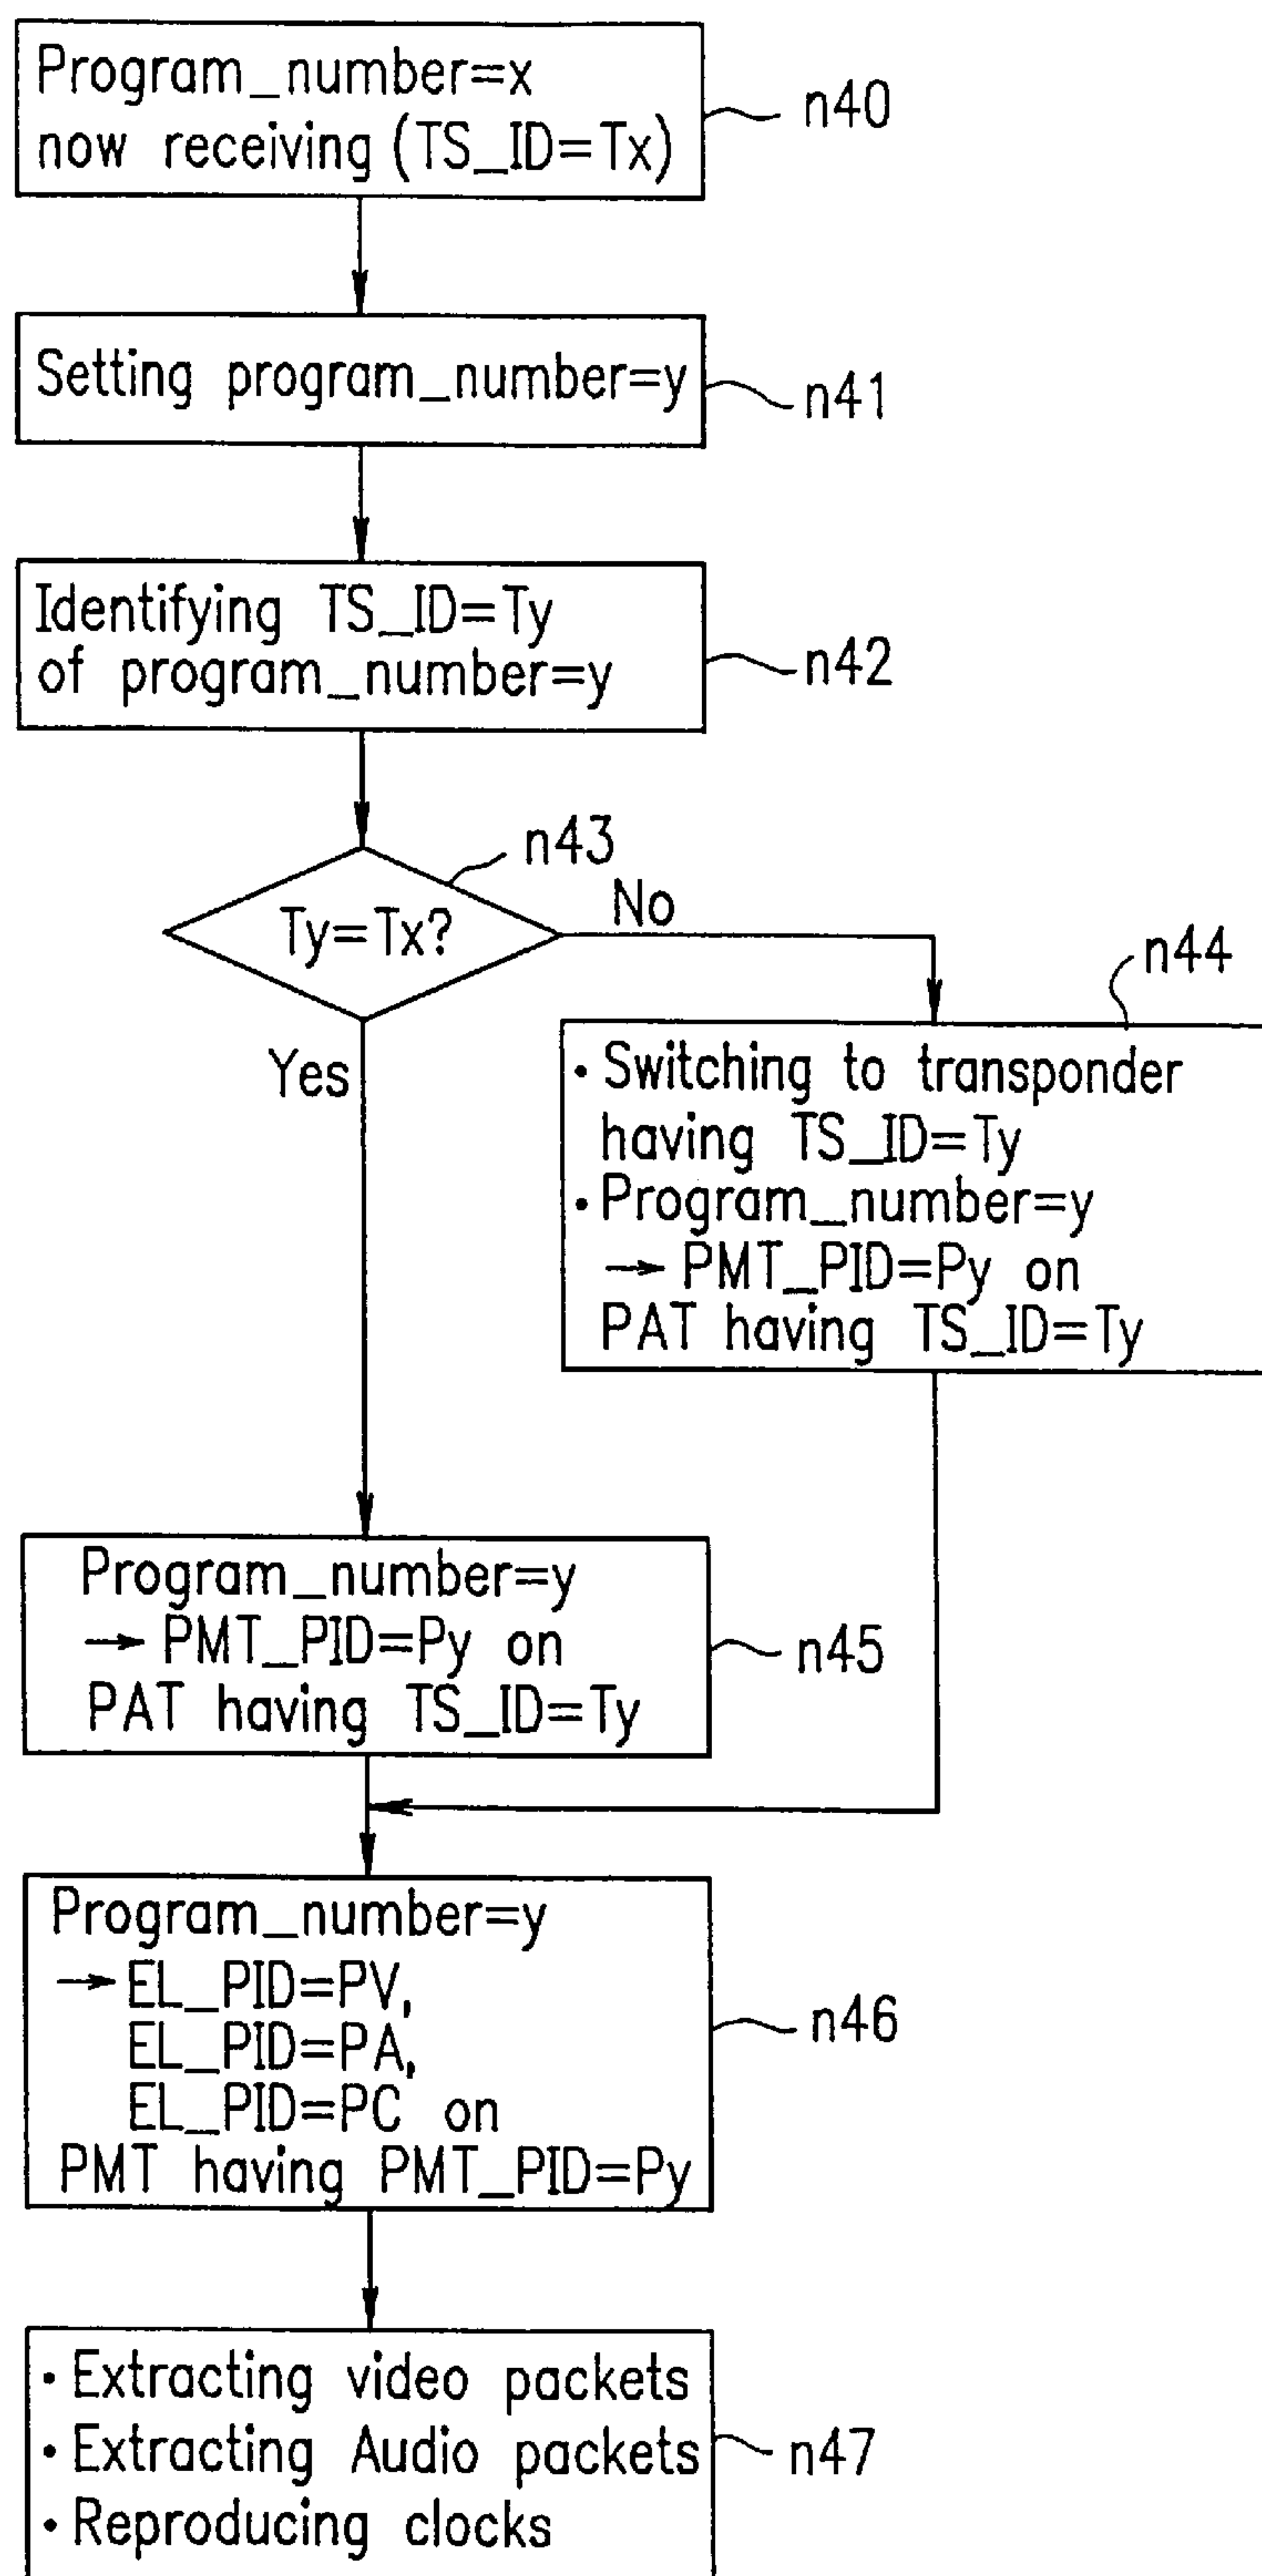 Program_number=x
now receiving (TS_ID=Tx)
n40
Setting program_number=y
n41
Identifying TS_ID=Ty
of program_number=y
n42
n43
Ty=Tx?
No
Yes
n44
• Switching to transponder
having TS_ID=Ty
• Program_number=y
→ PMT_PID=Py on
PAT having TS_ID=Ty
Program_number=y
→ PMT_PID=Py on
PAT having TS_ID=Ty
n45
Program_number=y
→ EL_PID=PV,
EL_PID=PA,
EL_PID=PC on
PMT having PMT_PID=Py
n46
• Extracting video packets
• Extracting Audio packets
• Reproducing clocks
n47